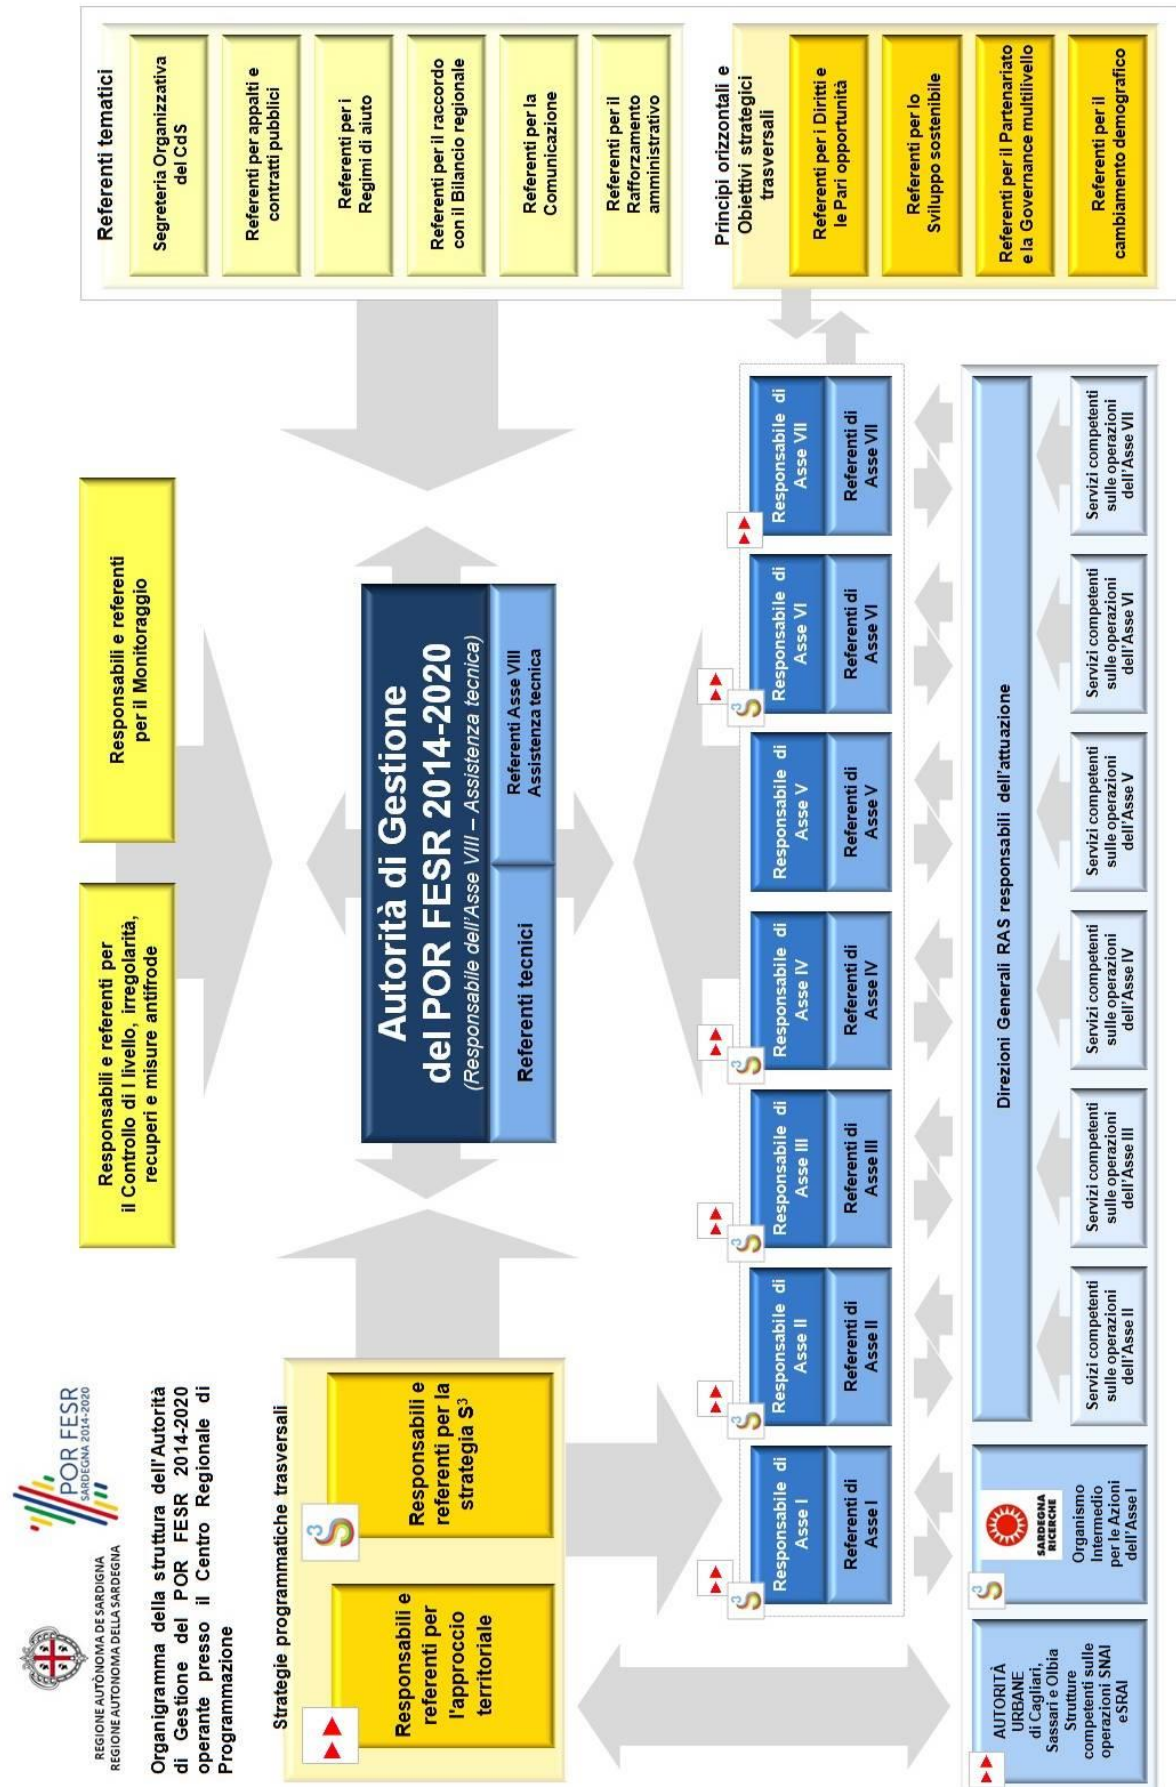 REGIONE AUTÒNOMA DE SARDIGNA
REGIONE AUTONOMA DELLA SARDEGNA
POR FESR
SARDEGNA 2014-2020
Organigramma della struttura dell'Autorità
di Gestione del POR FESR 2014-2020
operante presso il Centro Regionale di
Programmazione
Responsabili e referenti per
il Controllo di I livello, irregolarità,
recuperi e misure antifrode
Responsabili e referenti
per il Monitoraggio
Referenti tematici
Segreteria Organizzativa
del CdS
Referenti per appalti e
contratti pubblici
Referenti per i
Regimi di aiuto
Referenti per il raccordo
con il Bilancio regionale
Referenti per la
Comunicazione
Referenti per il
Rafforzamento
amministrativo
Strategie programmatiche trasversali
Responsabili e
referenti per
l'approccio
territoriale
S3
Responsabili e
referenti per la
strategia S³
Autorità di Gestione
del POR FESR 2014-2020
(Responsabile dell'Asse VIII – Assistenza tecnica)
Referenti tecnici
Referenti Asse VIII
Assistenza tecnica
Principi orizzontali e
Obiettivi strategici
trasversali
Referenti per i Diritti e
le Pari opportunità
Referenti per lo
Sviluppo sostenibile
Referenti per il Partenariato
e la Governance multilivello
Referenti per il
cambiamento demografico
S3
Responsabile di
Asse I
Referenti di
Asse I
S3
Responsabile di
Asse II
Referenti di
Asse II
S3
Responsabile di
Asse III
Referenti di
Asse III
S3
Responsabile di
Asse IV
Referenti di
Asse IV
Responsabile di
Asse V
Referenti di
Asse V
S3
Responsabile di
Asse VI
Referenti di
Asse VI
Responsabile di
Asse VII
Referenti di
Asse VII
AUTORITÀ
URBANE
di Cagliari,
Sassari e Olbia
Strutture
competenti sulle
operazioni SNAI
eSRAI
S3
SARDEGNA
RICERCHE
Organismo
Intermedio
per le Azioni
dell'Asse I
Direzioni Generali RAS responsabili dell'attuazione
Servizi competenti
sulle operazioni
dell'Asse II
Servizi competenti
sulle operazioni
dell'Asse III
Servizi competenti
sulle operazioni
dell'Asse IV
Servizi competenti
sulle operazioni
dell'Asse V
Servizi competenti
sulle operazioni
dell'Asse VI
Servizi competenti
sulle operazioni
dell'Asse VII